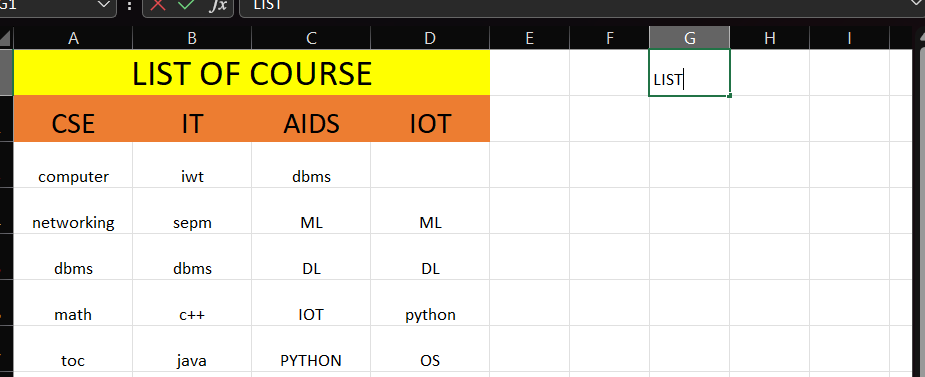 G1 fx LIST
A B C D E F G H I
LIST OF COURSE LIST
CSE IT AIDS IOT
computer iwt dbms
networking sepm ML ML
dbms dbms DL DL
math c++ IOT python
toc java PYTHON OS